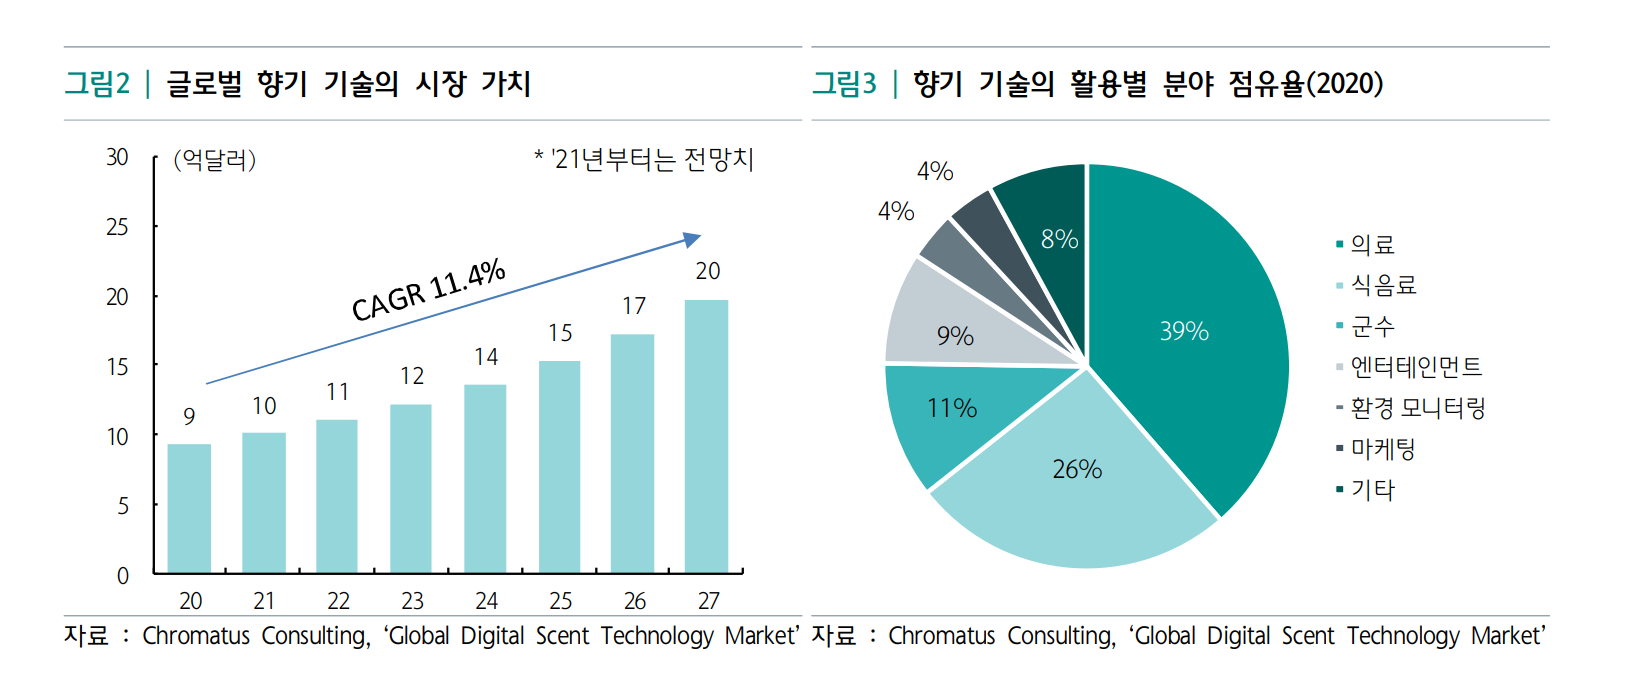 그림2 | 글로벌 향기 기술의 시장 가치
30
25
20
15
10
5
0
(억달러)
* '21년부터는 전망치
CAGR 11.4%
9
10
11
12
14
15
17
20
20
21
22
23
24
25
26
27
자료 : Chromatus Consulting, ‘Global Digital Scent Technology Market’
그림3 | 향기 기술의 활용별 분야 점유율(2020)
39%
26%
11%
9%
4%
4%
8%
의료
식음료
군수
엔터테인먼트
환경 모니터링
마케팅
기타
자료 : Chromatus Consulting, ‘Global Digital Scent Technology Market’